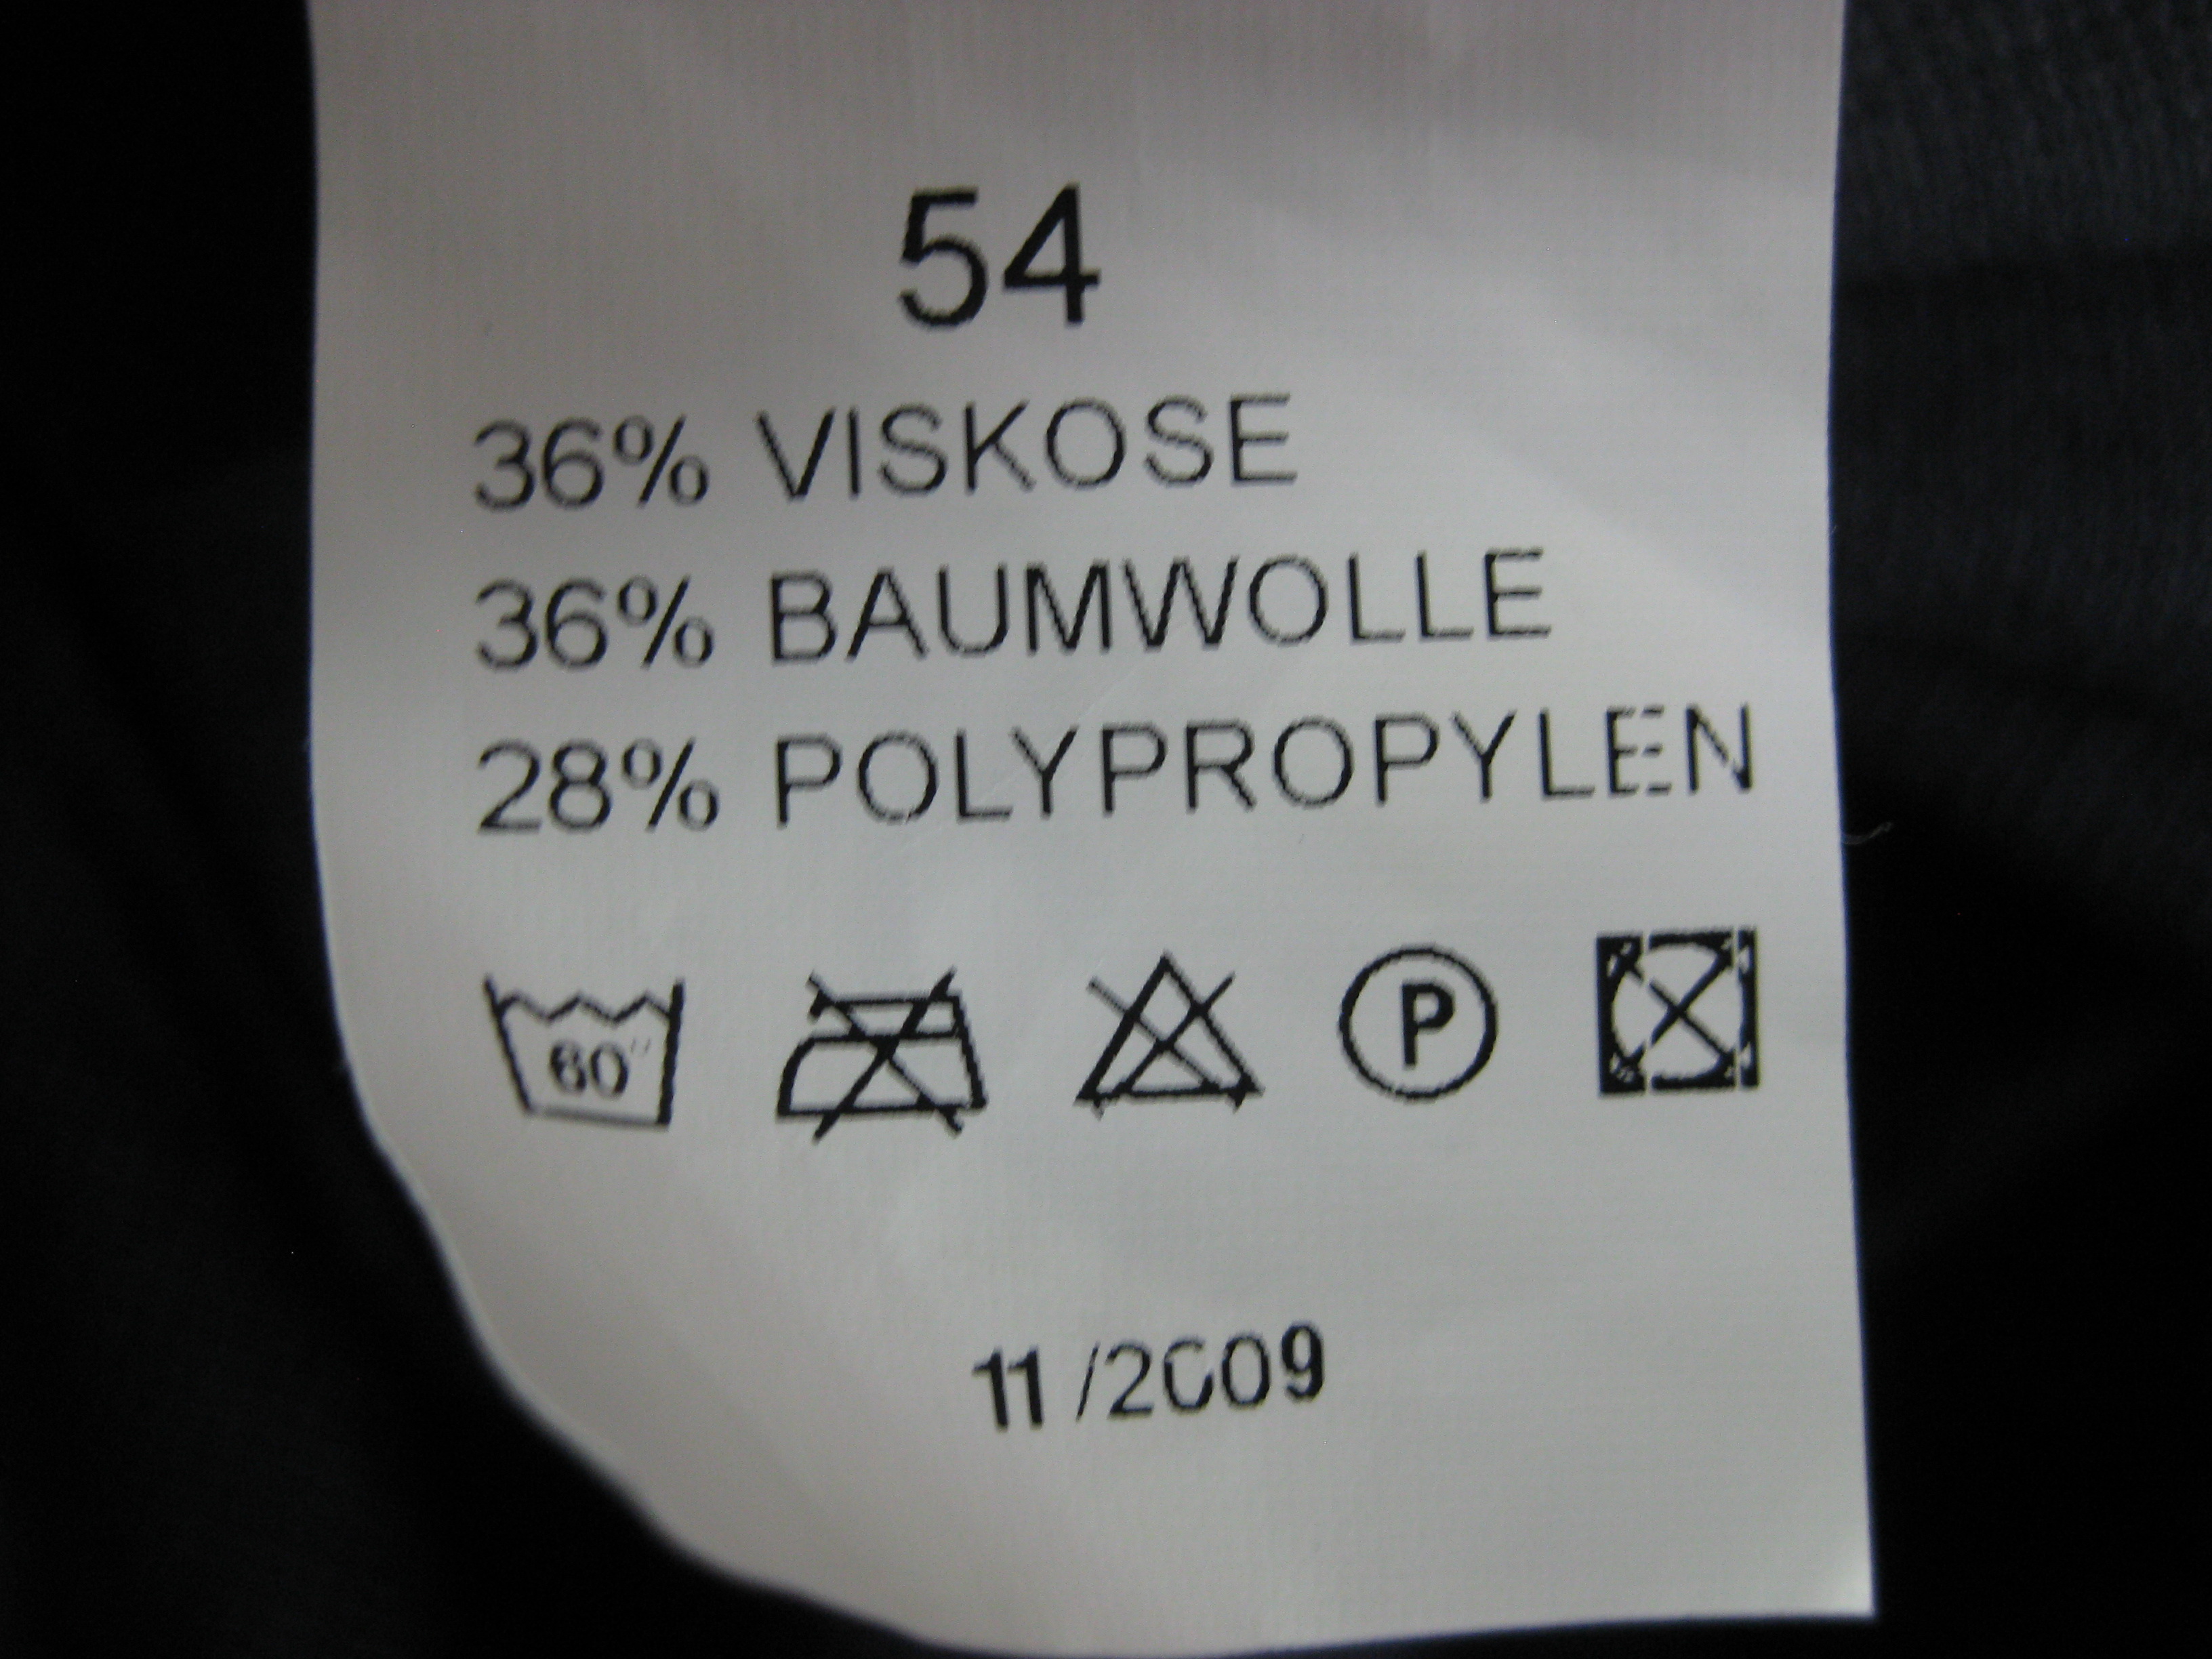 54
36% VISKOSE
36% BAUMWOLLE
28% POLYPROPYLEN
60° P
11 /2009